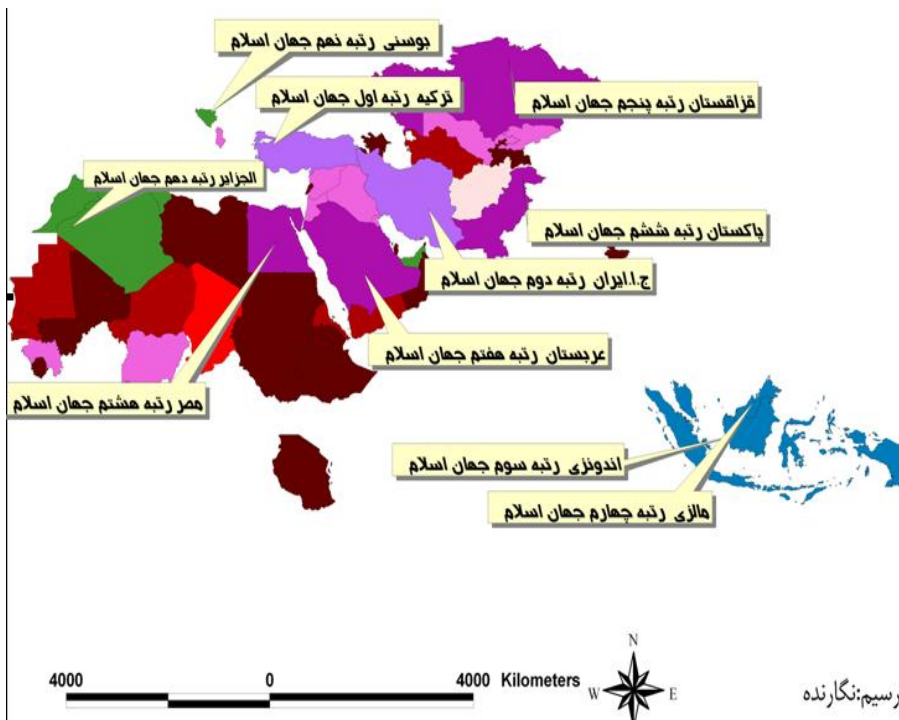 بوسنی رتبه نهم جهان اسلام
ترکیه رتبه اول جهان اسلام
قزاقستان رتبه پنجم جهان اسلام
الجزایر رتبه دهم جهان اسلام
پاکستان رتبه ششم جهان اسلام
ج.ا.ایران رتبه دوم جهان اسلام
عربستان رتبه هفتم جهان اسلام
مصر رتبه هشتم جهان اسلام
اندونزی رتبه سوم جهان اسلام
مالزی رتبه چهارم جهان اسلام
N
4000 0 4000 Kilometers
W E
S
رسیم:نگارنده